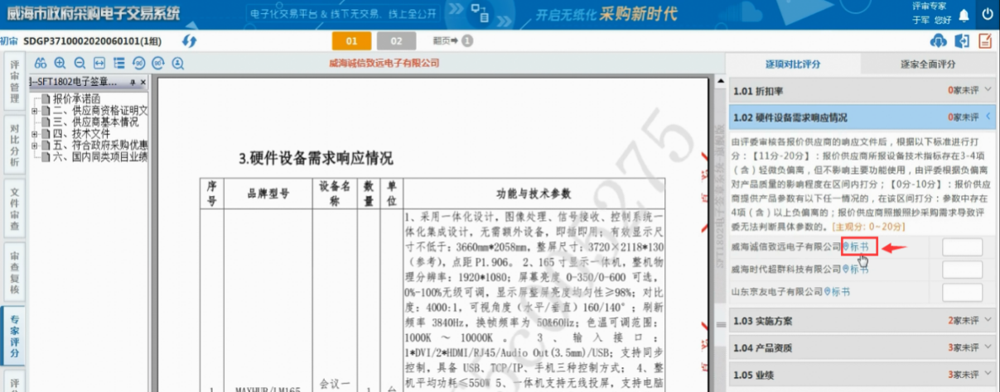 威海市政府采购电子交易系统
电子化交易平台 & 线下无交易、线上全公开
开启无纸化 采购新时代
评审专家
于军 您好
初审 SDGP3710002020060101(1组)
01
02
翻页 1
评审管理
对比分析
文件审查
审查复核
专家评分
评
威海诚信致远电子有限公司
--SFT1802电子签章...
报价承诺函
二、供应商资格证明文
三、供应商基本情况
四、技术文件
五、符合政府采购优惠
六、国内同类项目业绩
3.硬件设备需求响应情况
序号
品牌型号
设备名称
数量
单位
功能与技术参数
1、采用一体化设计，图像处理、信号接收、控制系统一
体化集成设计，无需额外设备，即插即用；有效显示尺
寸不低于：3660mm*2058mm，整屏尺寸：3720×2118*130
（参考），点距 P1.906。 2、165 寸显示一体机，整机物
理分辨率：1920*1080；屏幕亮度 0-350/0-600 可选，
0%-100%无级可调，显示屏整屏亮度均匀性≥98%；对比
度：4000:1，可视角度（水平/垂直）160/140°；刷新
频率 3840Hz，换帧频率为 50&60Hz；色温可调范围：
1000K ～ 10000K 。 3 、 输 入 接 口 ：
1*DVI/2*HDMI/RJ45/Audio Out(3.5mm)/USB；支持同步
控制，具备 USB、TCP/IP、手机三种控制方式； 4、整
机平均功耗≤550W 5、一体机支持无线投屏，支持电脑
1
MAXHUB/LM165
会议一
1
台
逐项对比评分
逐家全面评分
1.01 折扣率
0家未评
1.02 硬件设备需求响应情况
0家未评
由评委审核各报价供应商的响应文件后，根据以下标准进行打
分：【11分-20分】：报价供应商所报设备技术指标存在3-4项
（含）轻微负偏离，但不影响主要功能使用，由评委根据负偏离
对产品质量的影响程度在区间内打分；【0分-10分】：报价供应
商提供产品参数有以下任一情况的，在该区间打分：参数中存在
4项（含）以上负偏离的；报价供应商照搬照抄采购需求导致评
委无法判断具体参数的。[主观分: 0~20分]
威海诚信致远电子有限公司 标书
威海时代超群科技有限公司 标书
山东京友电子有限公司 标书
1.03 实施方案
2家未评
1.04 产品资质
3家未评
1.05 业绩
3家未评